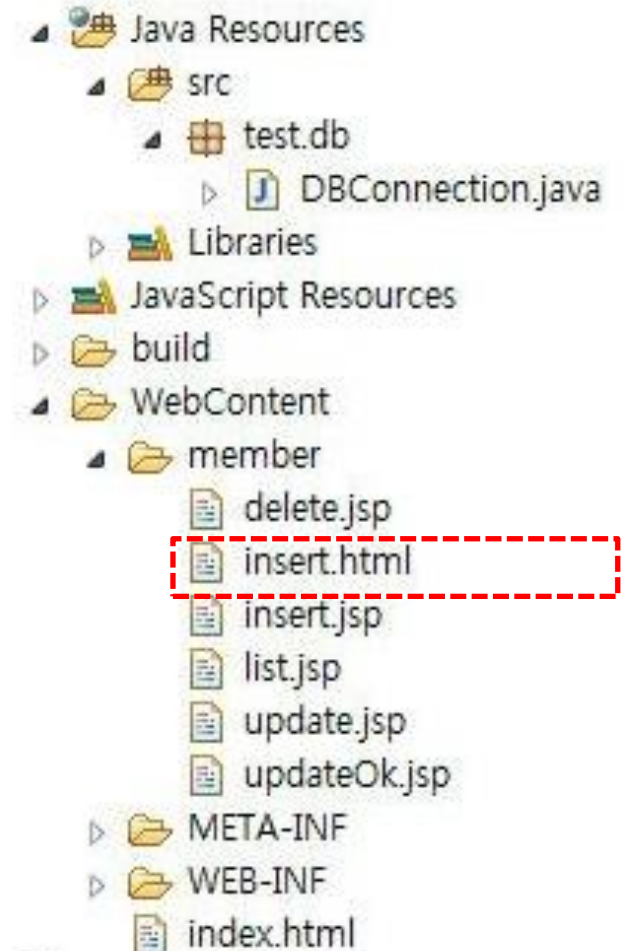 Java Resources
src
test.db
DBConnection.java
Libraries
JavaScript Resources
build
WebContent
member
delete.jsp
insert.html
insert.jsp
list.jsp
update.jsp
updateOk.jsp
META-INF
WEB-INF
index.html